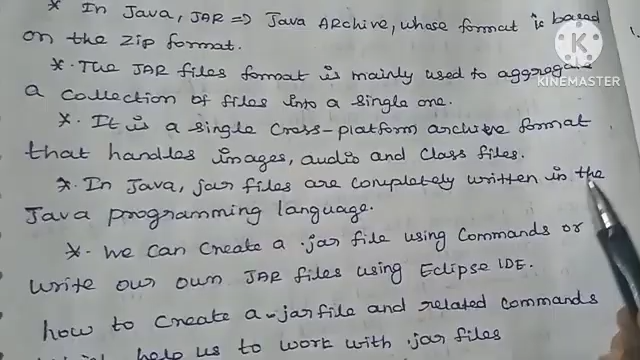 * In Java, JAR => Java ARchive, whose format is based
on the zip format.
*. The JAR files format is mainly used to aggregate
a collection of files into a single one.
*. It is a single cross-platform archive format
that handles images, audio and class files.
*. In Java, jar files are completely written in the
Java programming language.
*. We can create a .jar file using commands or
write our own JAR files using Eclipse IDE.
how to create a .jar file and related commands
help us to work with .jar files
1.
K
KINEMASTER